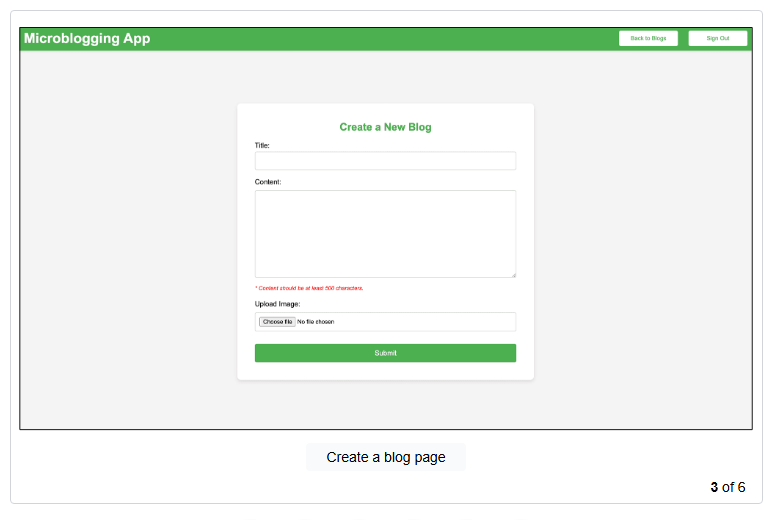 Microblogging App
Back to Blogs
Sign Out
Create a New Blog
Title:
Content:
* Content should be at least 500 characters.
Upload Image:
Choose file No file chosen
Submit
Create a blog page
3 of 6